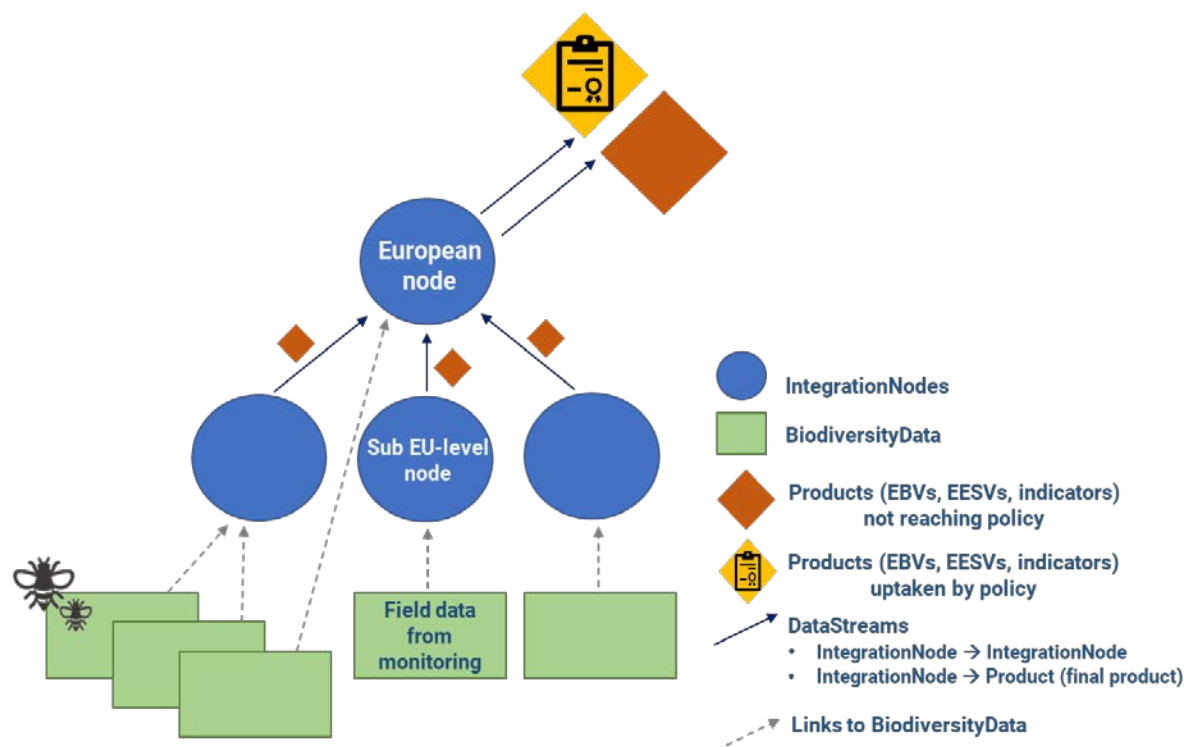 European
node
Sub EU-level
node
Field data
from
monitoring
IntegrationNodes
BiodiversityData
Products (EBVs, EESVs, indicators)
not reaching policy
Products (EBVs, EESVs, indicators)
uptaken by policy
DataStreams
• IntegrationNode → IntegrationNode
• IntegrationNode → Product (final product)
Links to BiodiversityData